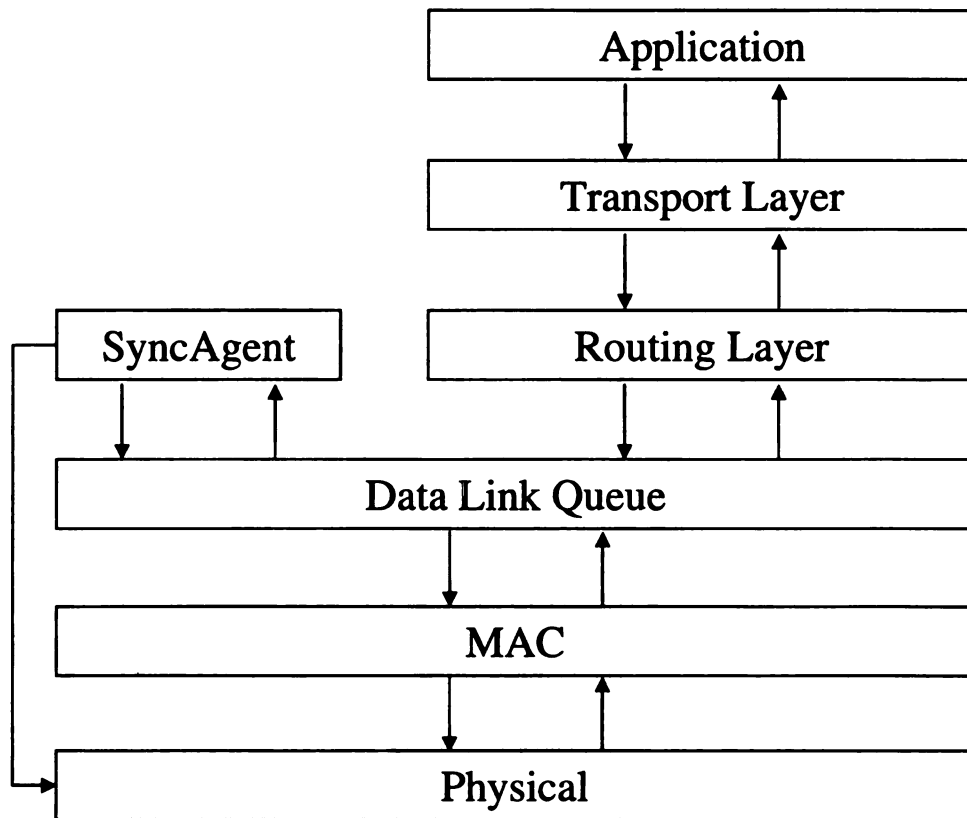 Application
Transport Layer
SyncAgent
Routing Layer
Data Link Queue
MAC
Physical